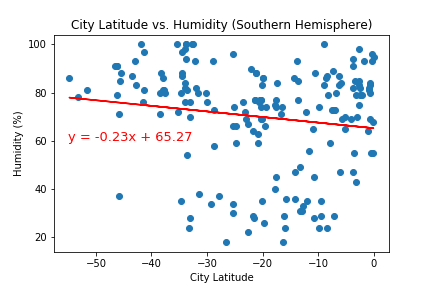 City Latitude vs. Humidity (Southern Hemisphere)
100
80
60
40
20
Humidity (%)
y = -0.23x + 65.27
−50 −40 −30 −20 −10 0
City Latitude